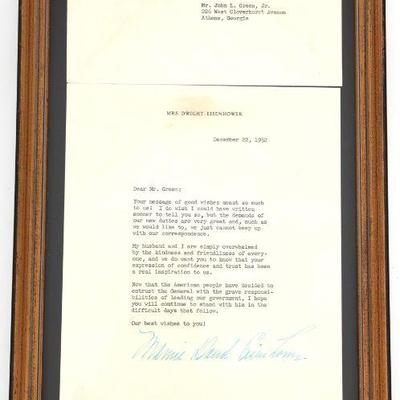 Mr. John L. Green, Jr.
226 West Cloverhurst Avenue
Athens, Georgia
MRS DWIGHT EISENHOWER
December 22, 1952
Dear Mr. Green:
Your message of good wishes meant so much
to us! I do wish I could have written
sooner to tell you so, but the demands of
our new duties are very great and, much as
we would like to, we just cannot keep up
with our correspondence.
My husband and I are simply overwhelmed
by the kindness and friendliness of every-
one, and we do want you to know that your
expression of confidence and trust has been
a real inspiration to us.
Now that the American people have decided to
entrust the General with the grave responsi-
bilities of leading our government, I hope
you will continue to stand with his in the
difficult days that follow.
Our best wishes to you!
Mamie Doud Eisenhower